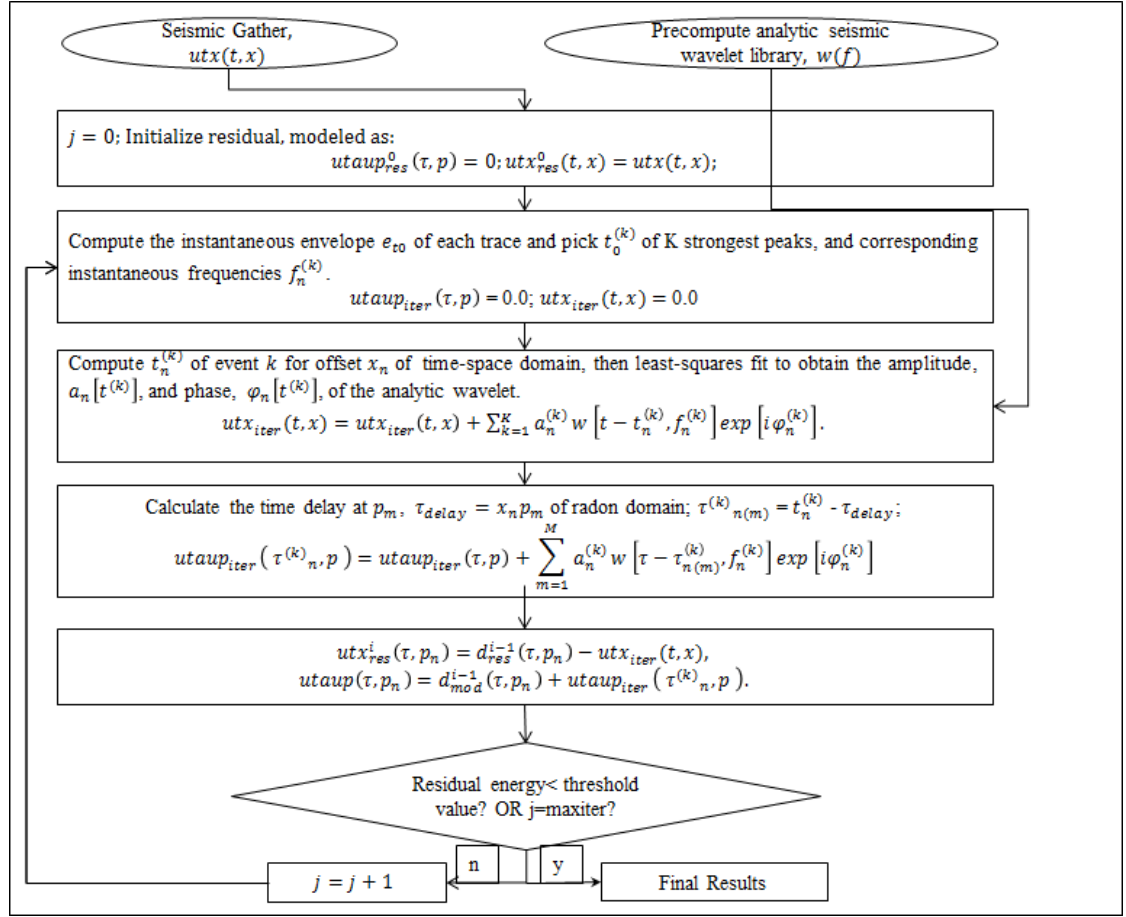 Seismic Gather,
utx(t, x)
Precompute analytic seismic
wavelet library, w(f)
j = 0; Initialize residual, modeled as:
utaup⁰_res(τ, p) = 0; utx⁰_res(t, x) = utx(t, x);
Compute the instantaneous envelope e_t0 of each trace and pick t_0^(k) of K strongest peaks, and corresponding
instantaneous frequencies f_n^(k).
utaup_iter(τ, p) = 0.0; utx_iter(t, x) = 0.0
Compute t_n^(k) of event k for offset x_n of time-space domain, then least-squares fit to obtain the amplitude,
a_n[t^(k)], and phase, φ_n[t^(k)], of the analytic wavelet.
utx_iter(t, x) = utx_iter(t, x) + ∑_{k=1}^{K} a_n^(k) w [t − t_n^(k), f_n^(k)] exp [iφ_n^(k)].
Calculate the time delay at p_m, τ_delay = x_n p_m of radon domain; τ^(k)_n(m) = t_n^(k) - τ_delay;
utaup_iter(τ^(k)_n, p) = utaup_iter(τ, p) + ∑_{m=1}^{M} a_n^(k) w [τ − τ_n(m)^(k), f_n^(k)] exp [iφ_n^(k)]
utx^i_res(τ, p_n) = d^{i−1}_res(τ, p_n) − utx_iter(t, x),
utaup(τ, p_n) = d^{i−1}_mod(τ, p_n) + utaup_iter(τ^(k)_n, p).
Residual energy< threshold
value? OR j=maxiter?
n
y
j = j + 1
Final Results